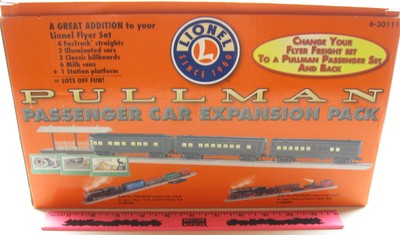 A GREAT ADDITION to your
Lionel Flyer Set
4 FasTrack straights
3 Illuminated cars
3 Classic billboards
6 Milk cans
+ 1 Station platform
LOTS OFF FUN!
LIONEL
SINCE 1900
6-30111
CHANGE YOUR
FLYER FREIGHT SET
TO A PULLMAN PASSENGER SET
AND BACK
PULLMAN
PASSENGER CAR EXPANSION PACK